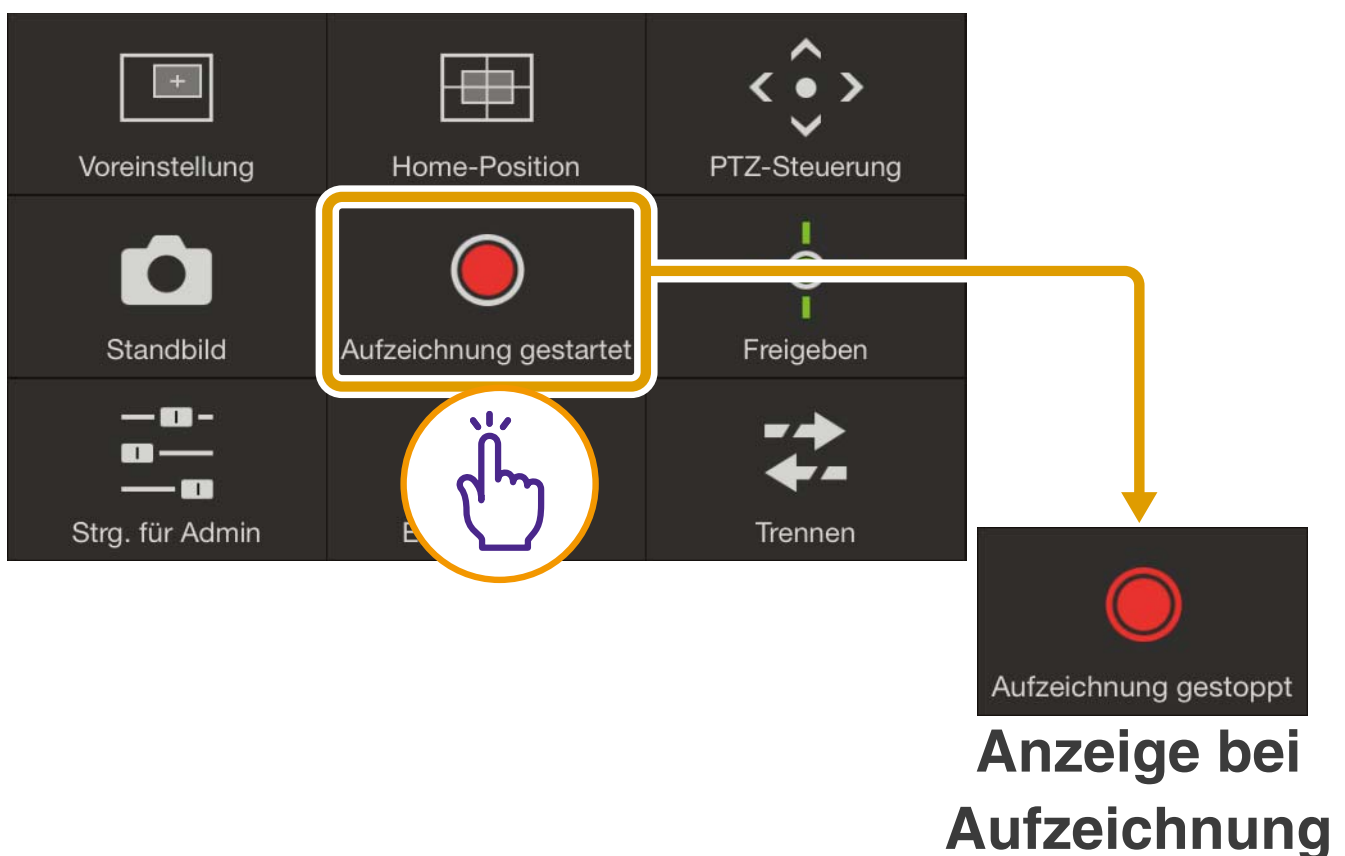 Voreinstellung
Home-Position
PTZ-Steuerung
Standbild
Aufzeichnung gestartet
Freigeben
Strg. für Admin
Trennen
Aufzeichnung gestoppt
Anzeige bei
Aufzeichnung